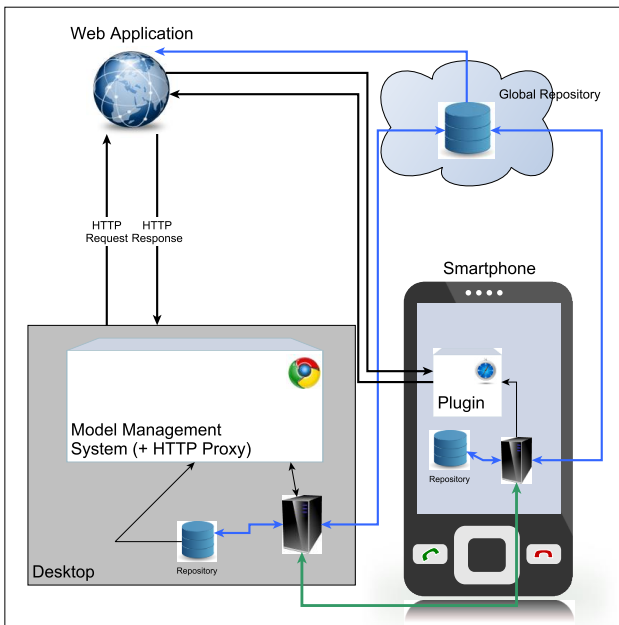 Web Application
Global Repository
HTTP
Request
HTTP
Response
Smartphone
Plugin
Model Management
System (+ HTTP Proxy)
Repository
Repository
Desktop